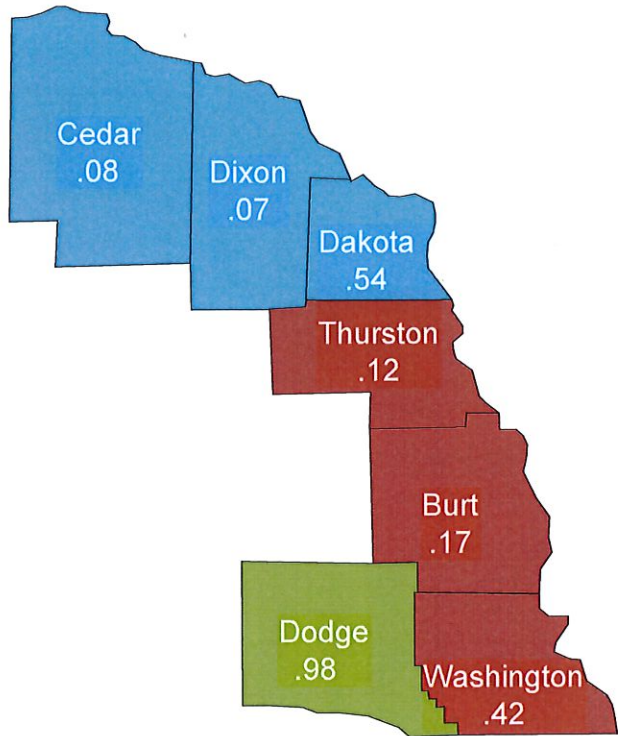 Cedar
.08
Dixon
.07
Dakota
.54
Thurston
.12
Burt
.17
Dodge
.98
Washington
.42